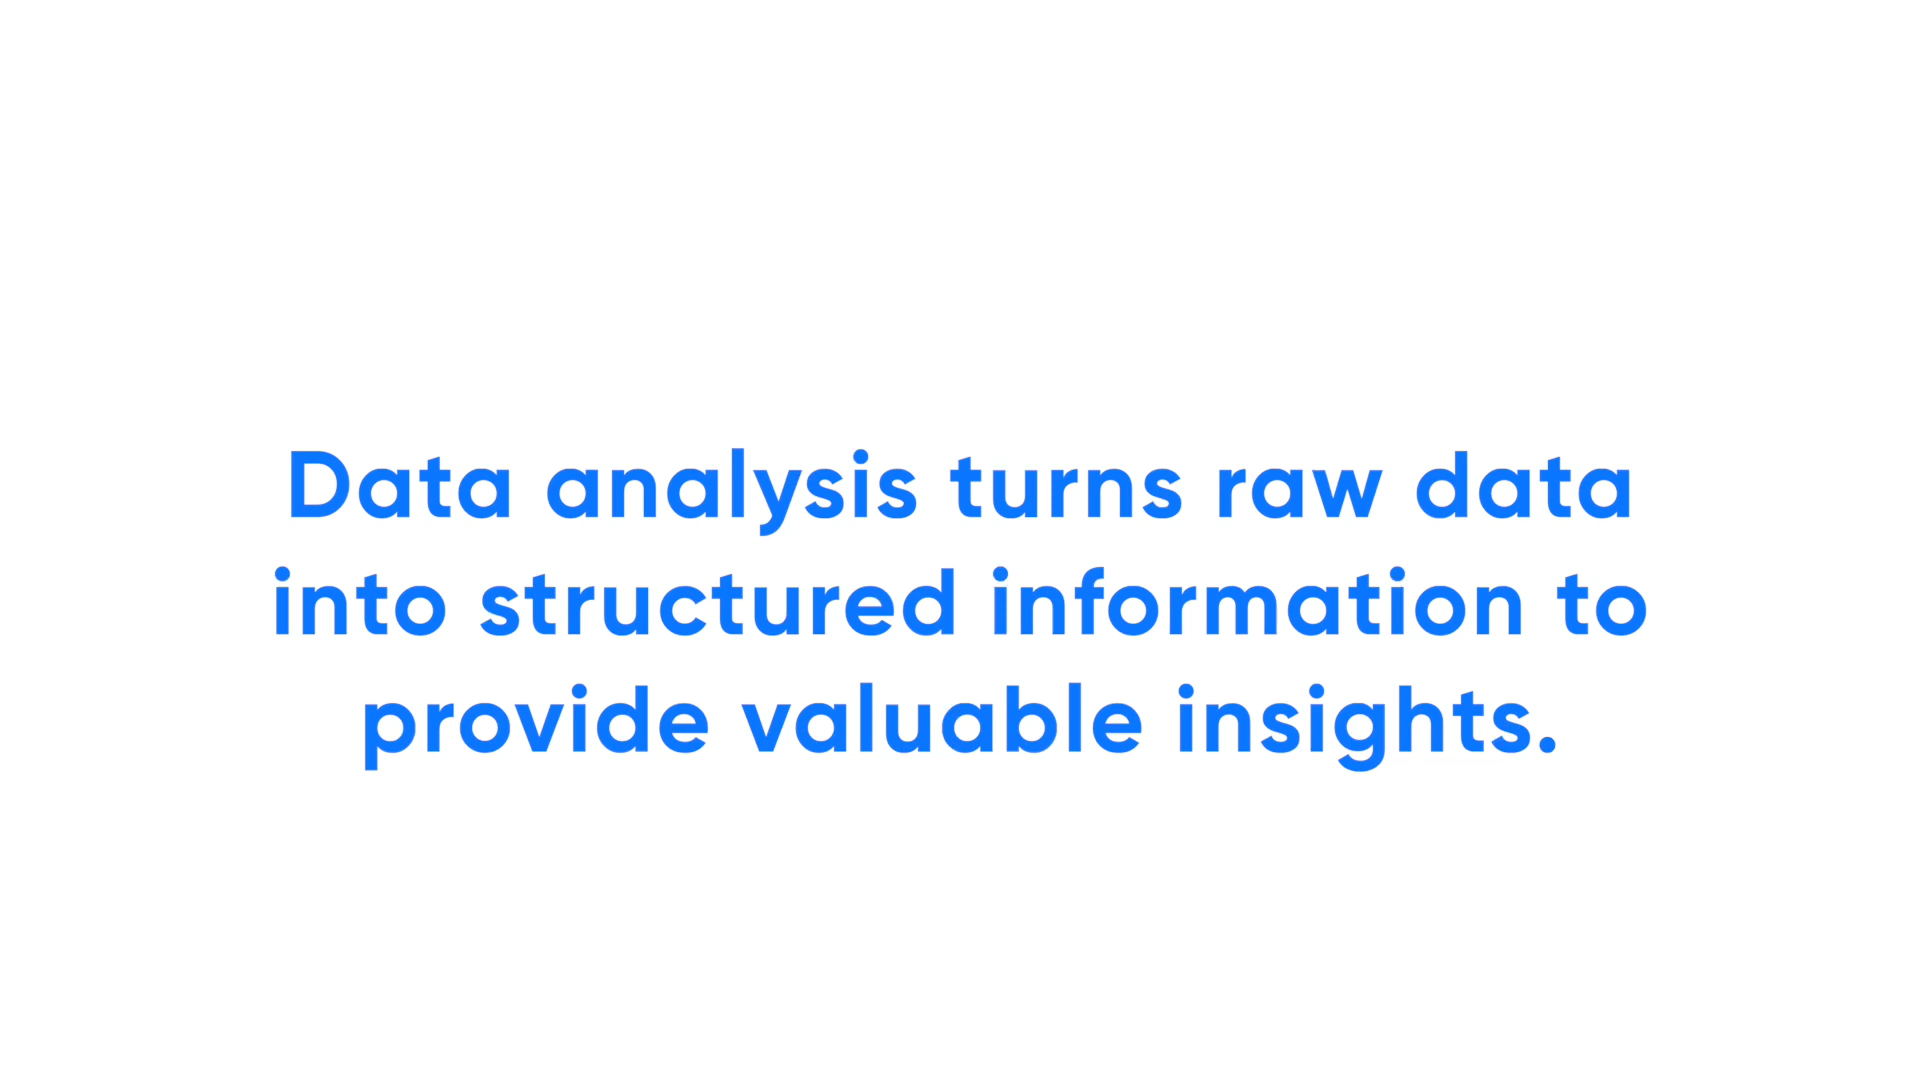 Data analysis turns raw data
into structured information to
provide valuable insights.